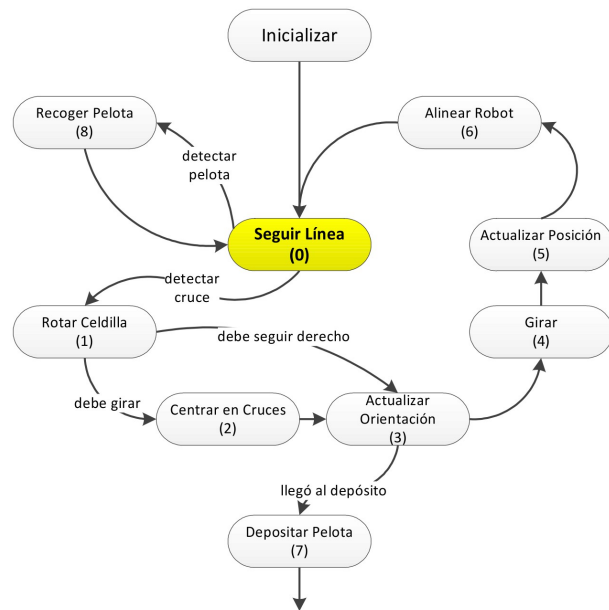 Inicializar
Recoger Pelota
(8)
Alinear Robot
(6)
detectar
pelota
Seguir Línea
(0)
Actualizar Posición
(5)
detectar
cruce
Rotar Celdilla
(1)
debe seguir derecho
Girar
(4)
debe girar
Centrar en Cruces
(2)
Actualizar
Orientación
(3)
llegó al depósito
Depositar Pelota
(7)